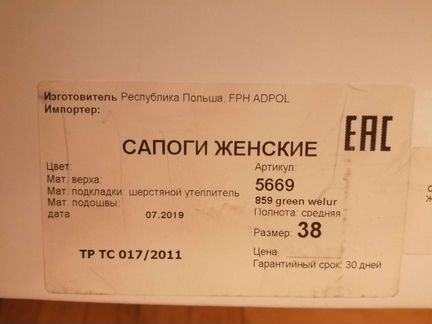 Изготовитель Республика Польша, FPH ADPOL
Импортер:
EAC
САПОГИ ЖЕНСКИЕ
Цвет:
Артикул:
Мат. верха:
5669
Мат. подкладки: шерстяной утеплитель
Мат. подошвы:
859 green welur
дата 07.2019
Полнота: средняя
Размер: 38
ТР ТС 017/2011
Цена
Гарантийный срок: 30 дней